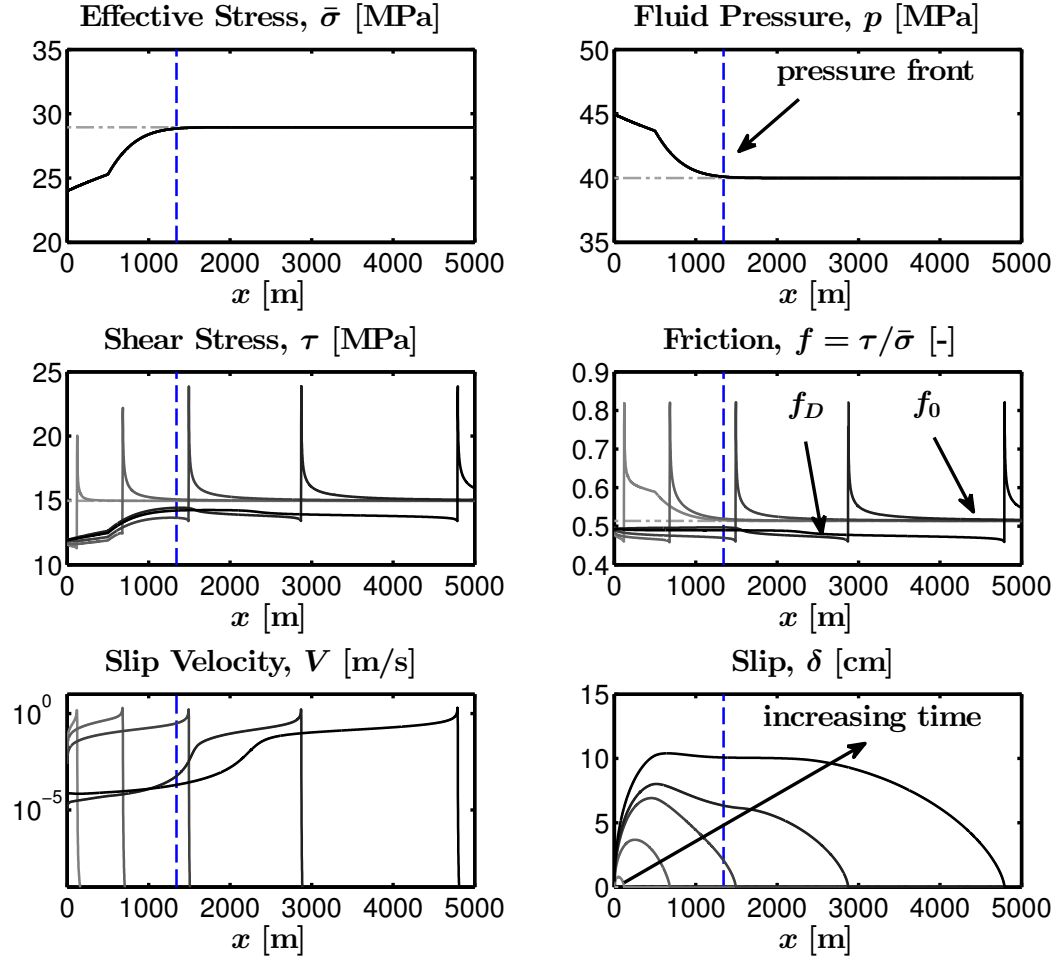 Effective Stress, σ̄ [MPa]
35
30
25
20
0 1000 2000 3000 4000 5000
x [m]
Fluid Pressure, p [MPa]
50
45
40
35
pressure front
0 1000 2000 3000 4000 5000
x [m]
Shear Stress, τ [MPa]
25
20
15
10
0 1000 2000 3000 4000 5000
x [m]
Friction, f = τ/σ̄ [-]
0.9
0.8
0.7
0.6
0.5
0.4
f_D
f_0
0 1000 2000 3000 4000 5000
x [m]
Slip Velocity, V [m/s]
10^0
10^-5
0 1000 2000 3000 4000 5000
x [m]
Slip, δ [cm]
15
10
5
0
increasing time
0 1000 2000 3000 4000 5000
x [m]